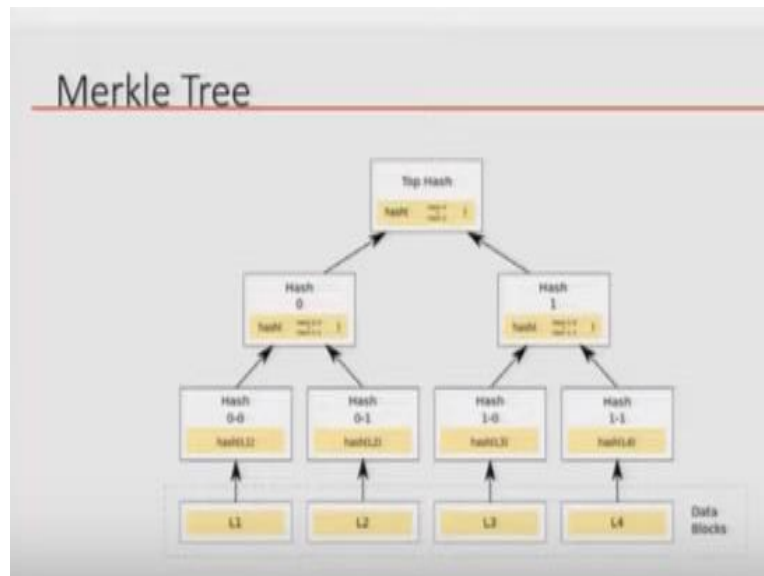 Merkle Tree
Top Hash
hash( )
Hash
0
hash( )
Hash
1
hash( )
Hash
0-0
hash(L1)
Hash
0-1
hash(L2)
Hash
1-0
hash(L3)
Hash
1-1
hash(L4)
L1
L2
L3
L4
Data
Blocks